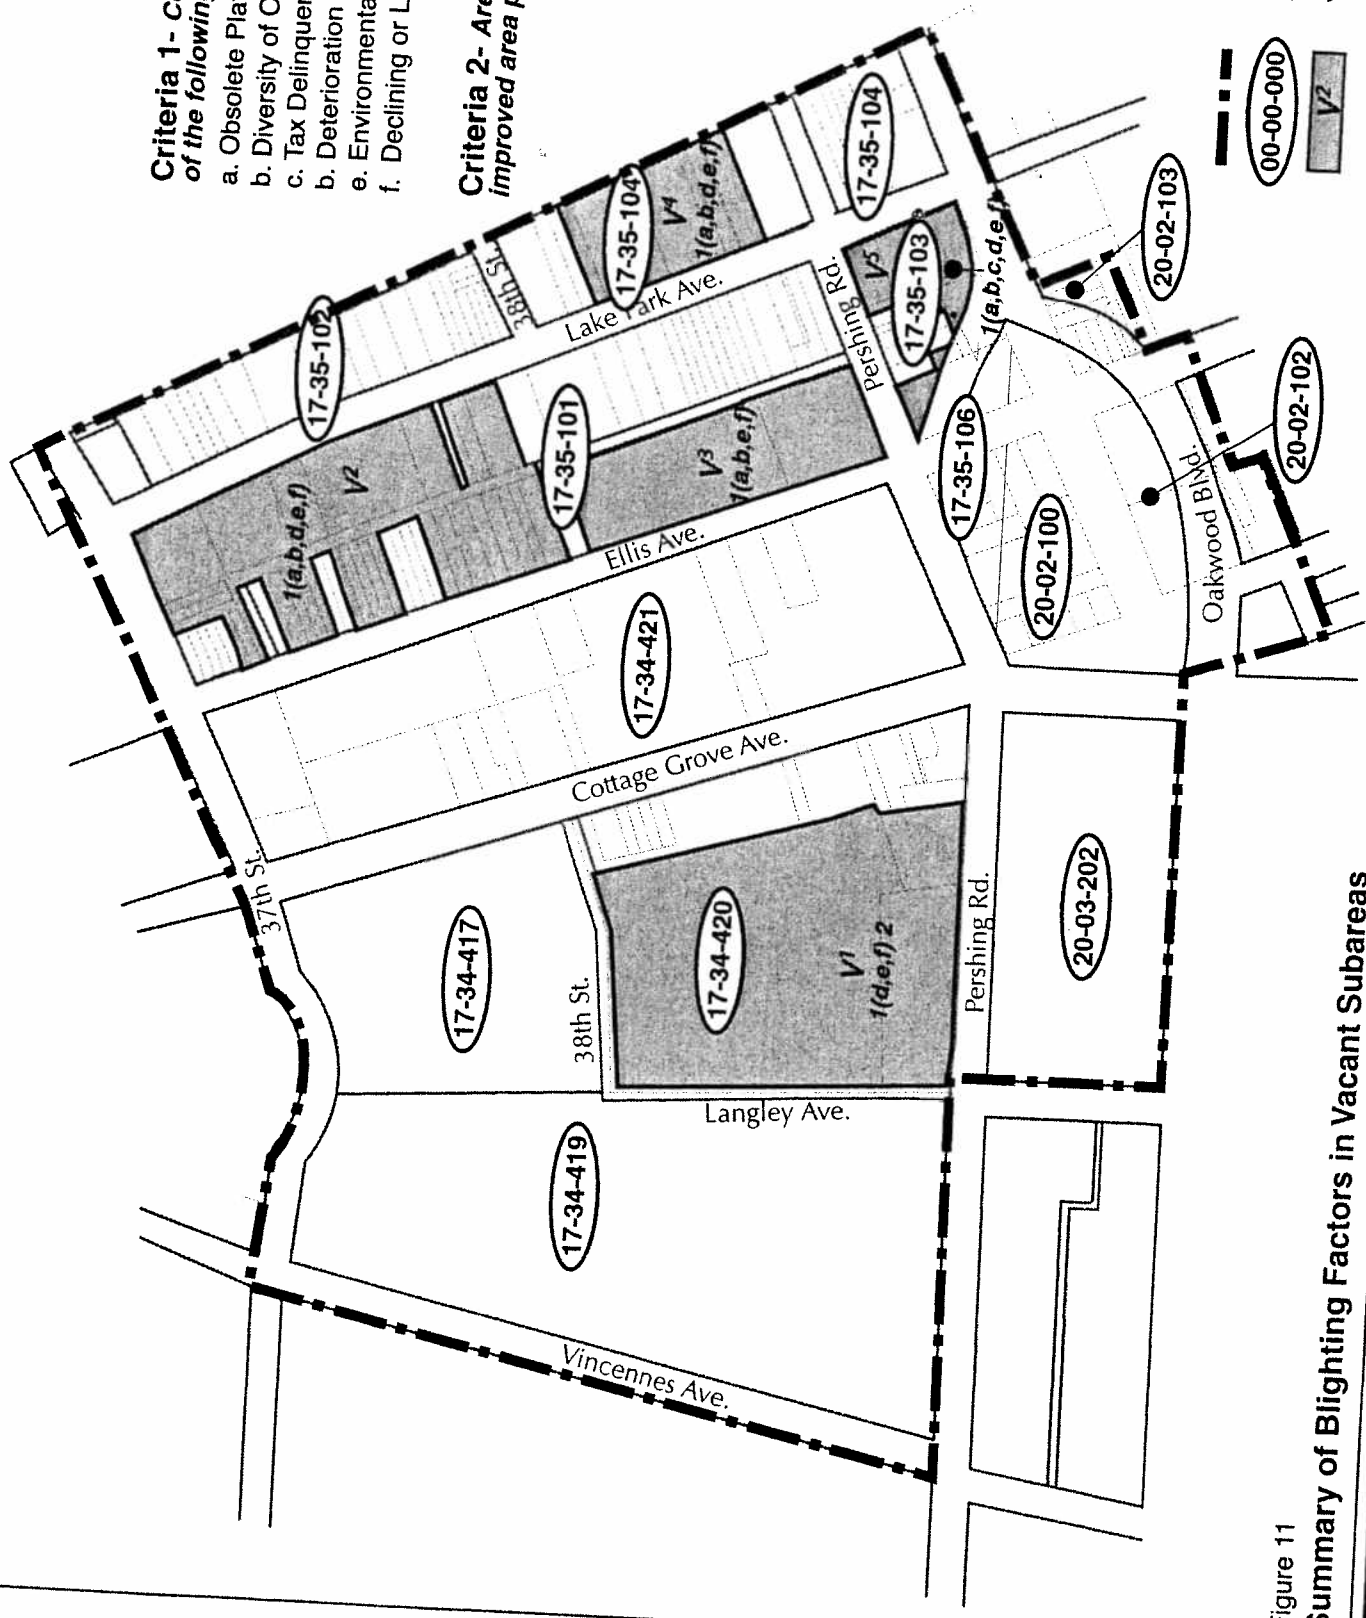 Criteria 1-
of the following
a. Obsolete
b. Diversity of
c. Tax
b. Deterioration
e.
f. Declining or
Criteria 2-
improved area
00-00-000
V2
37th St.
38th St.
38th St.
Lake Park Ave.
Ellis Ave.
Cottage Grove Ave.
Langley Ave.
Vincennes Ave.
Pershing Rd.
Pershing Rd.
Oakwood Blvd.
17-35-102
17-35-104
17-35-104
17-35-101
17-35-103
17-35-106
17-34-421
17-34-417
17-34-420
17-34-419
20-02-100
20-02-102
20-02-103
20-03-202
V1
1(d,e,f) 2
V2
1(a,b,d,e,f)
V3
1(a,b,e,f)
V4
1(a,b,d,e,f)
V5
1(a,b,c,d,e,f)
Figure 11
Summary of Blighting Factors in Vacant Subareas